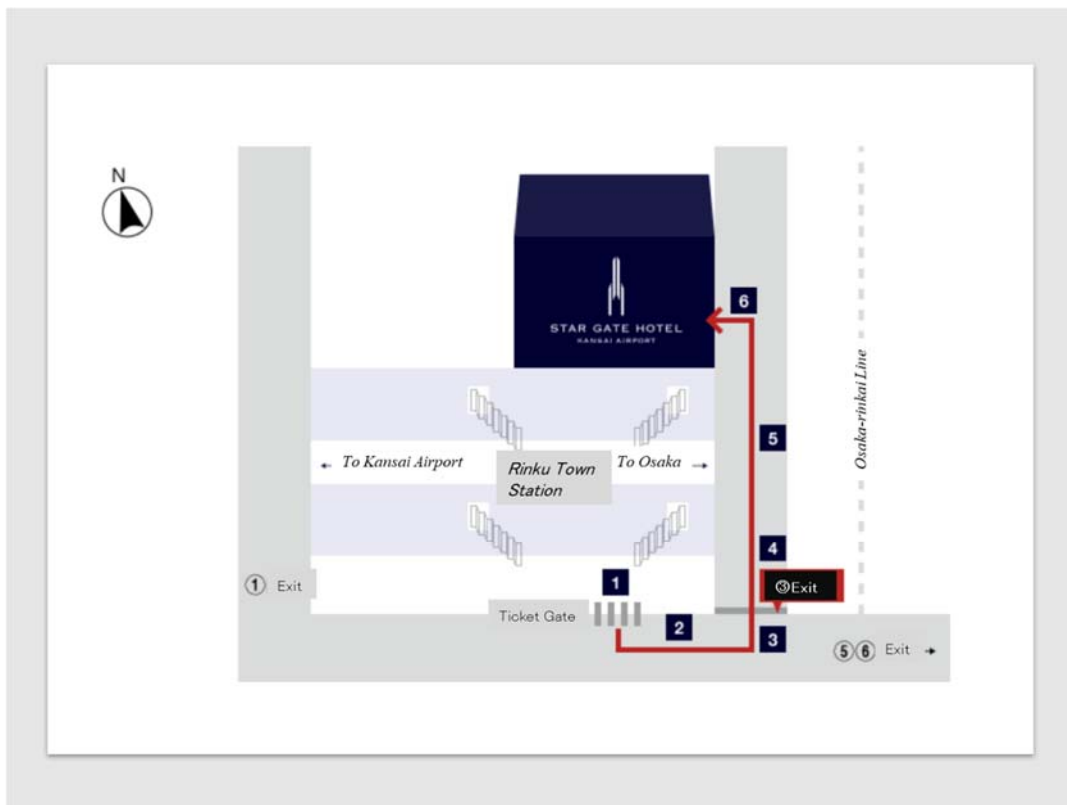 N
STAR GATE HOTEL
KANSAI AIRPORT
6
5
Osaka-rinkai Line
← To Kansai Airport
Rinku Town
Station
To Osaka →
4
① Exit
1
③Exit
Ticket Gate
2
3
⑤⑥ Exit →